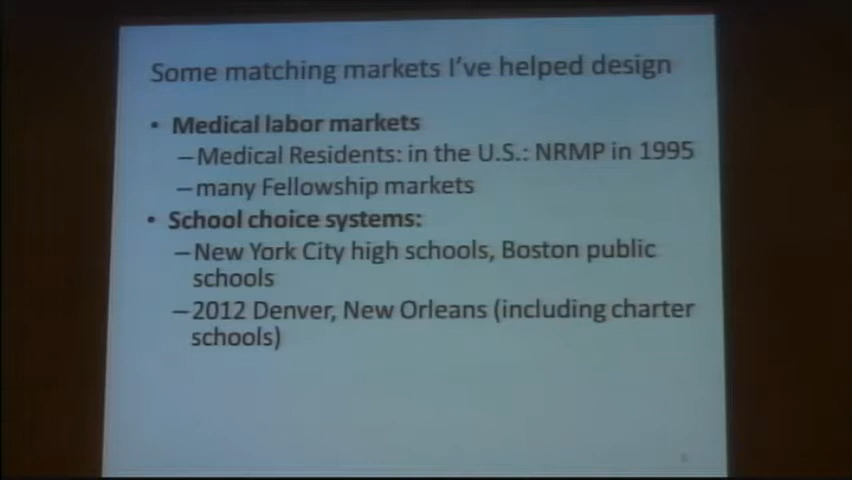 Some matching markets I've helped design
• Medical labor markets
–Medical Residents: in the U.S.: NRMP in 1995
–many Fellowship markets
• School choice systems:
–New York City high schools, Boston public
schools
–2012 Denver, New Orleans (including charter
schools)